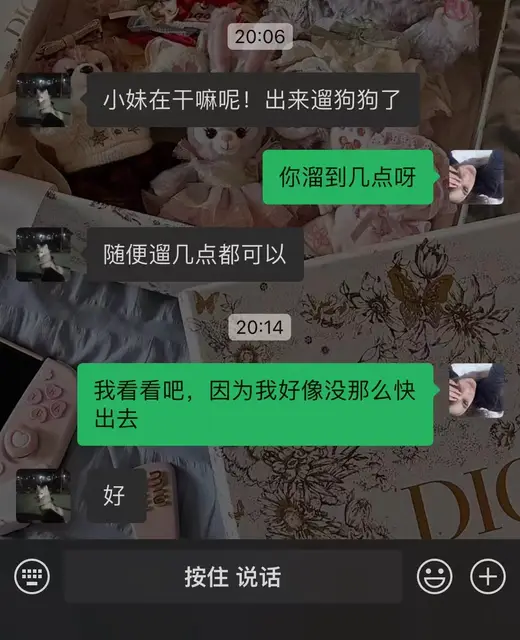 DIO
20:06
小妹在干嘛呢！出来遛狗狗了
你溜到几点呀
随便遛几点都可以
20:14
我看看吧，因为我好像没那么快
出去
好
DIO
按住 说话